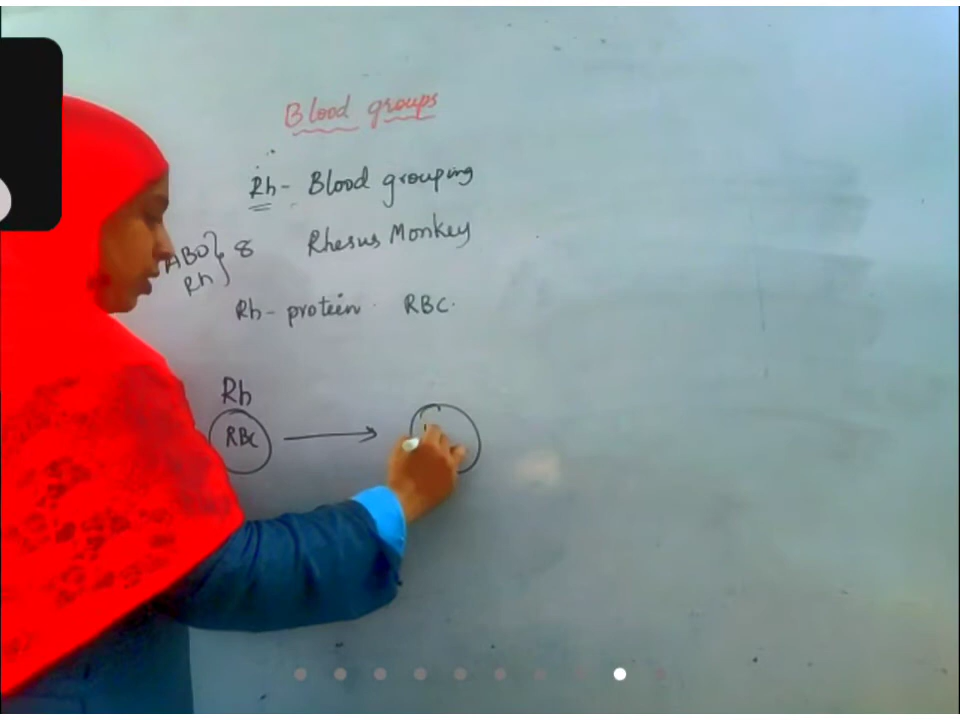 Blood groups
Rh- Blood grouping
ABO } 8 Rhesus Monkey
Rh
Rh- protein RBC.
Rh
RBC